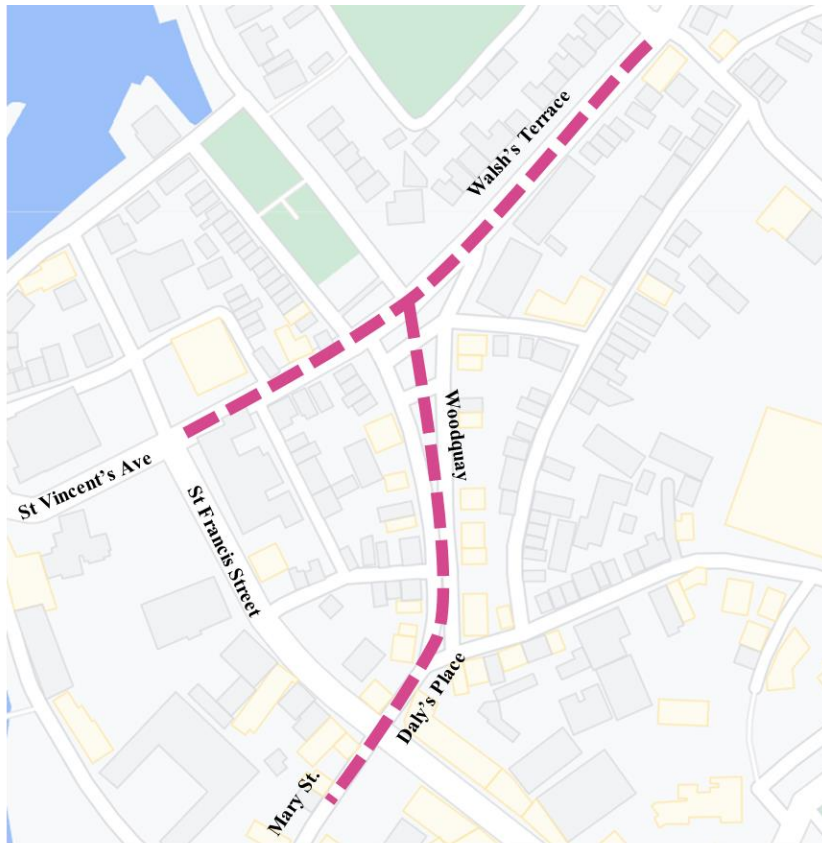 Walsh's Terrace
Woodquay
St Vincent's Ave
St Francis Street
Daly's Place
Mary St.